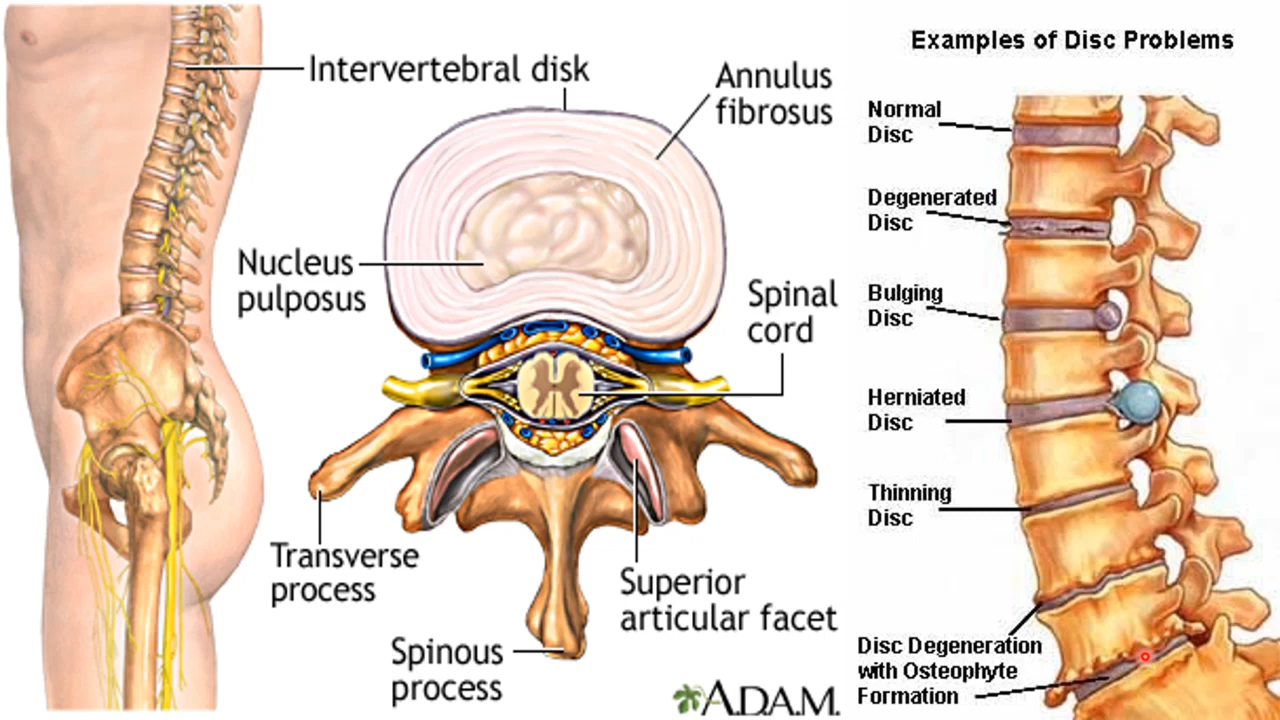 Intervertebral disk
Annulus
fibrosus
Nucleus
pulposus
Spinal
cord
Transverse
process
Superior
articular facet
Spinous
process
A.D.A.M.
Examples of Disc Problems
Normal
Disc
Degenerated
Disc
Bulging
Disc
Herniated
Disc
Thinning
Disc
Disc Degeneration
with Osteophyte
Formation